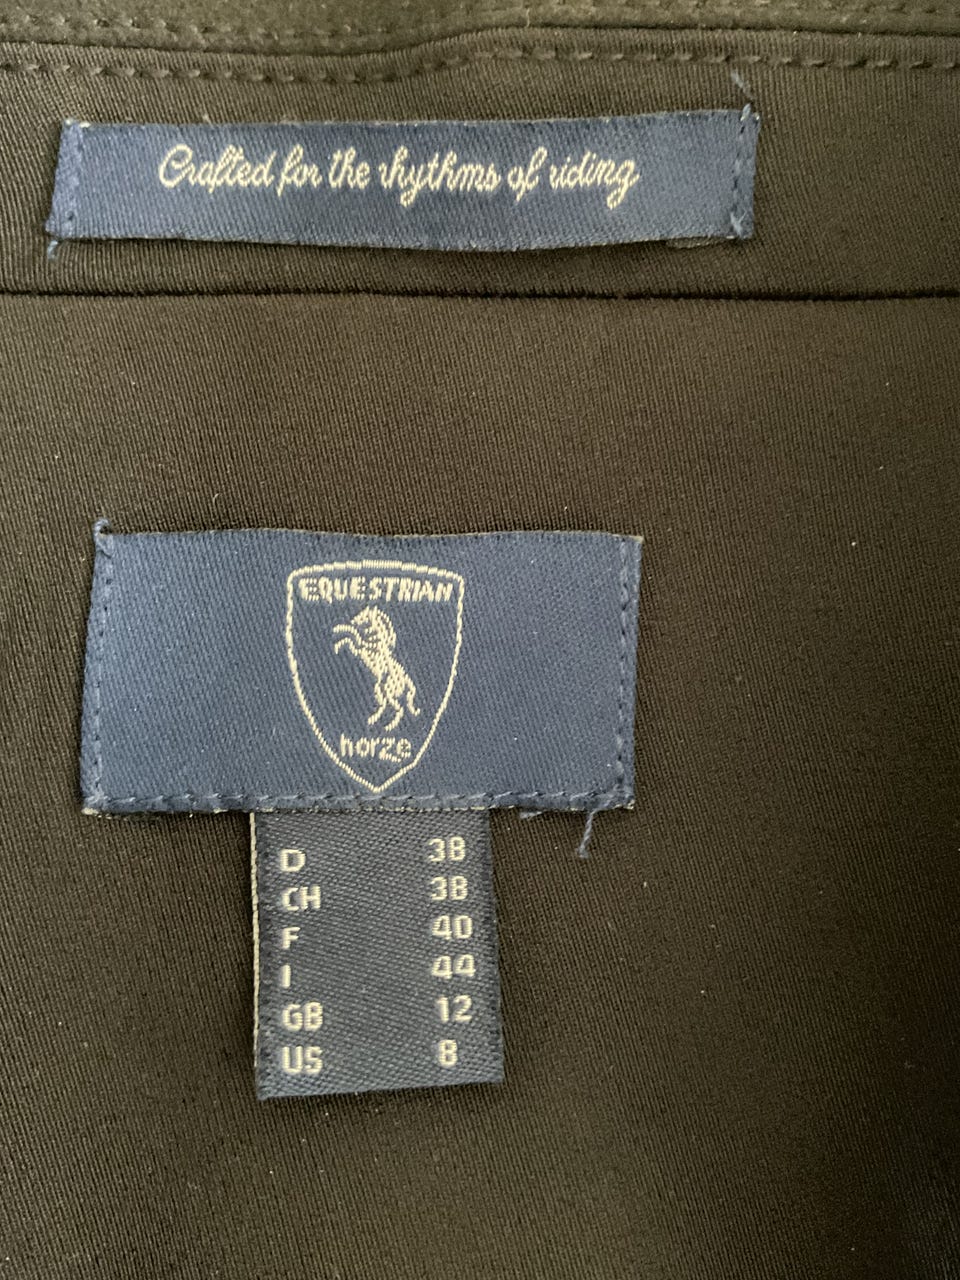 Crafted for the rhythms of riding
EQUESTRIAN
horze
D 38
CH 38
F 40
I 44
GB 12
US 8